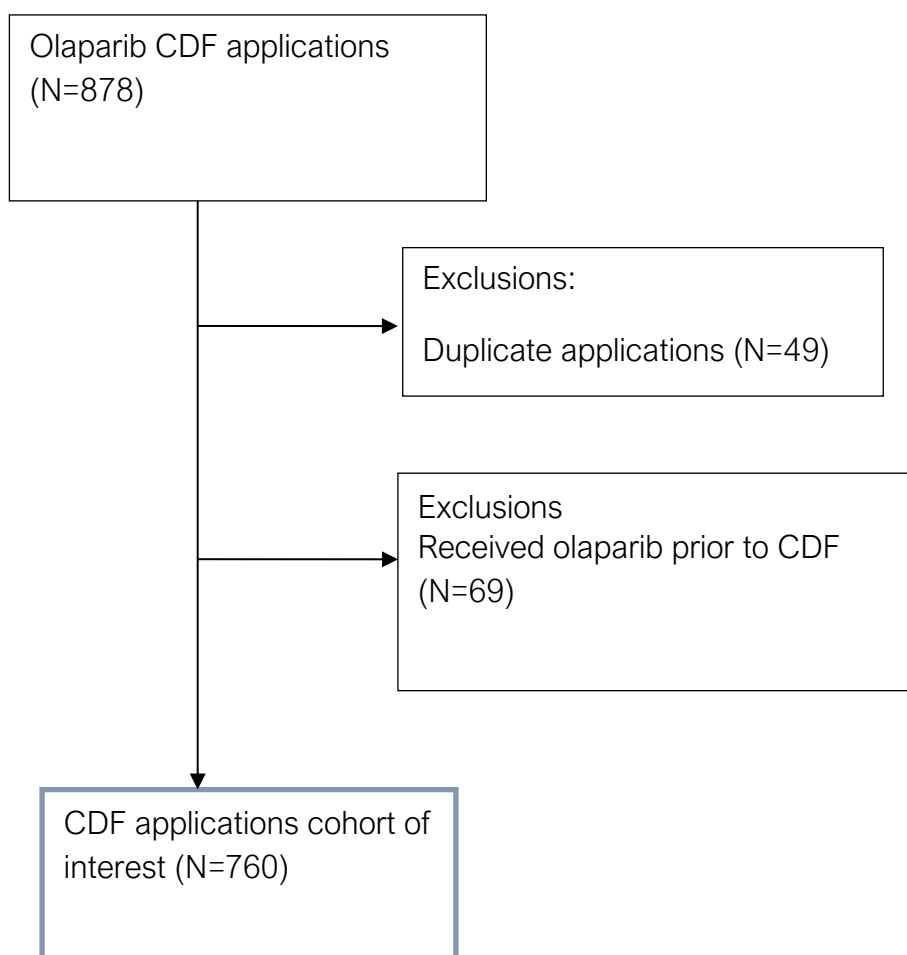 Olaparib CDF applications
(N=878)
Exclusions:
Duplicate applications (N=49)
Exclusions
Received olaparib prior to CDF
(N=69)
CDF applications cohort of
interest (N=760)